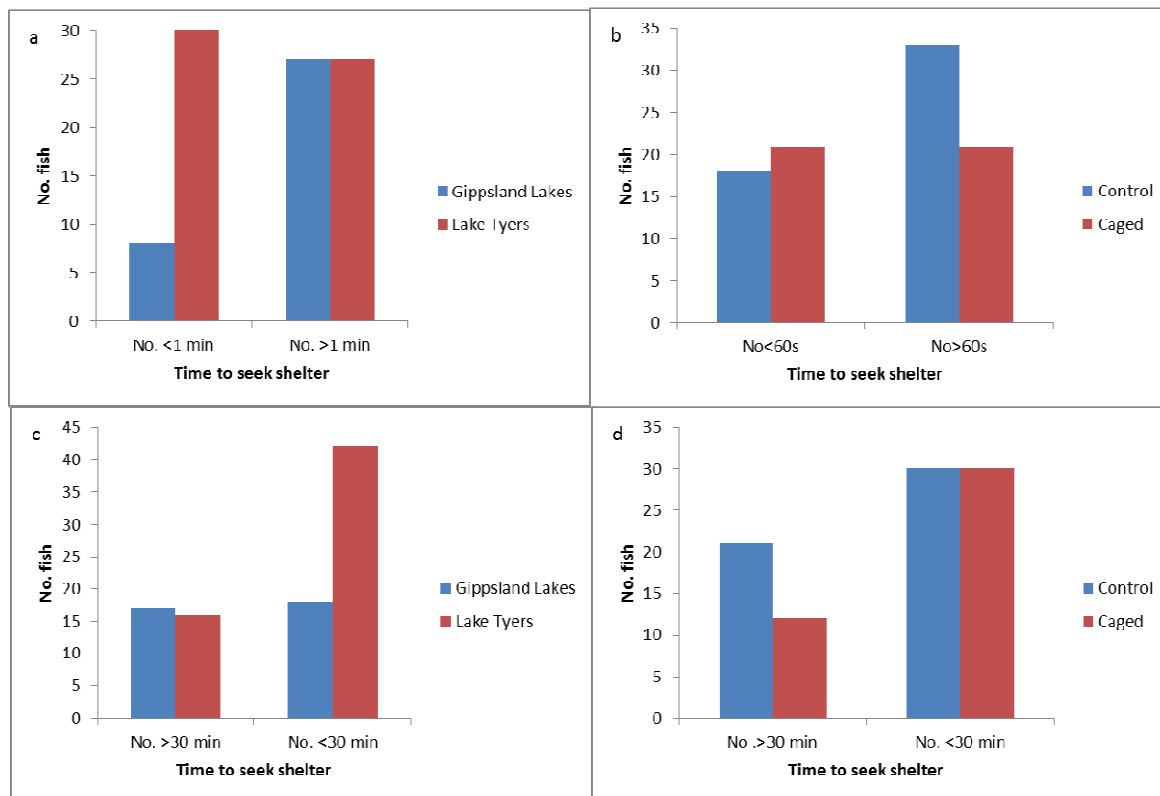 a
30
25
20
15
10
5
0
No. fish
No. <1 min
No. >1 min
Time to seek shelter
Gippsland Lakes
Lake Tyers
b
35
30
25
20
15
10
5
0
No. fish
No<60s
No>60s
Time to seek shelter
Control
Caged
c
45
40
35
30
25
20
15
10
5
0
No. fish
No. >30 min
No. <30 min
Time to seek shelter
Gippsland Lakes
Lake Tyers
d
35
30
25
20
15
10
5
0
No. fish
No .>30 min
No. <30 min
Time to seek shelter
Control
Caged